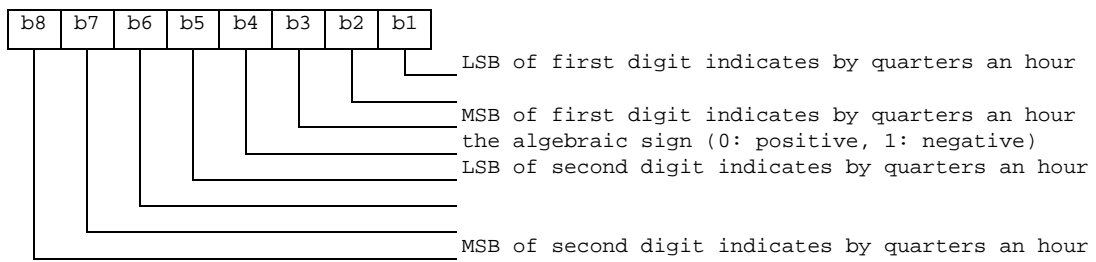 b8 b7 b6 b5 b4 b3 b2 b1
LSB of first digit indicates by quarters an hour
MSB of first digit indicates by quarters an hour
the algebraic sign (0: positive, 1: negative)
LSB of second digit indicates by quarters an hour
MSB of second digit indicates by quarters an hour